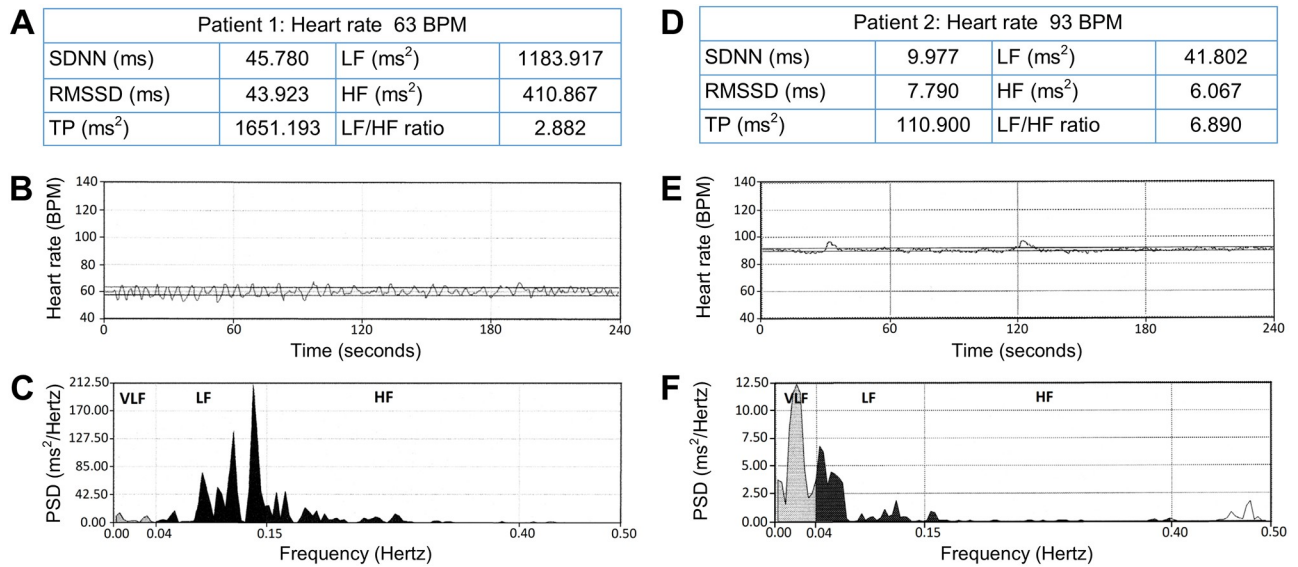 A
Patient 1: Heart rate 63 BPM
SDNN (ms) 45.780 LF (ms²) 1183.917
RMSSD (ms) 43.923 HF (ms²) 410.867
TP (ms²) 1651.193 LF/HF ratio 2.882
D
Patient 2: Heart rate 93 BPM
SDNN (ms) 9.977 LF (ms²) 41.802
RMSSD (ms) 7.790 HF (ms²) 6.067
TP (ms²) 110.900 LF/HF ratio 6.890
B
Heart rate (BPM)
140
120
100
80
60
40
0 60 120 180 240
Time (seconds)
E
Heart rate (BPM)
140
120
100
80
60
40
0 60 120 180 240
Time (seconds)
C
PSD (ms²/Hertz)
212.50
170.00
127.50
85.00
42.50
0.00
VLF LF HF
0.00 0.04 0.15 0.40 0.50
Frequency (Hertz)
F
PSD (ms²/Hertz)
12.50
10.00
7.50
5.00
2.50
0.00
VLF LF HF
0.00 0.04 0.15 0.40 0.50
Frequency (Hertz)